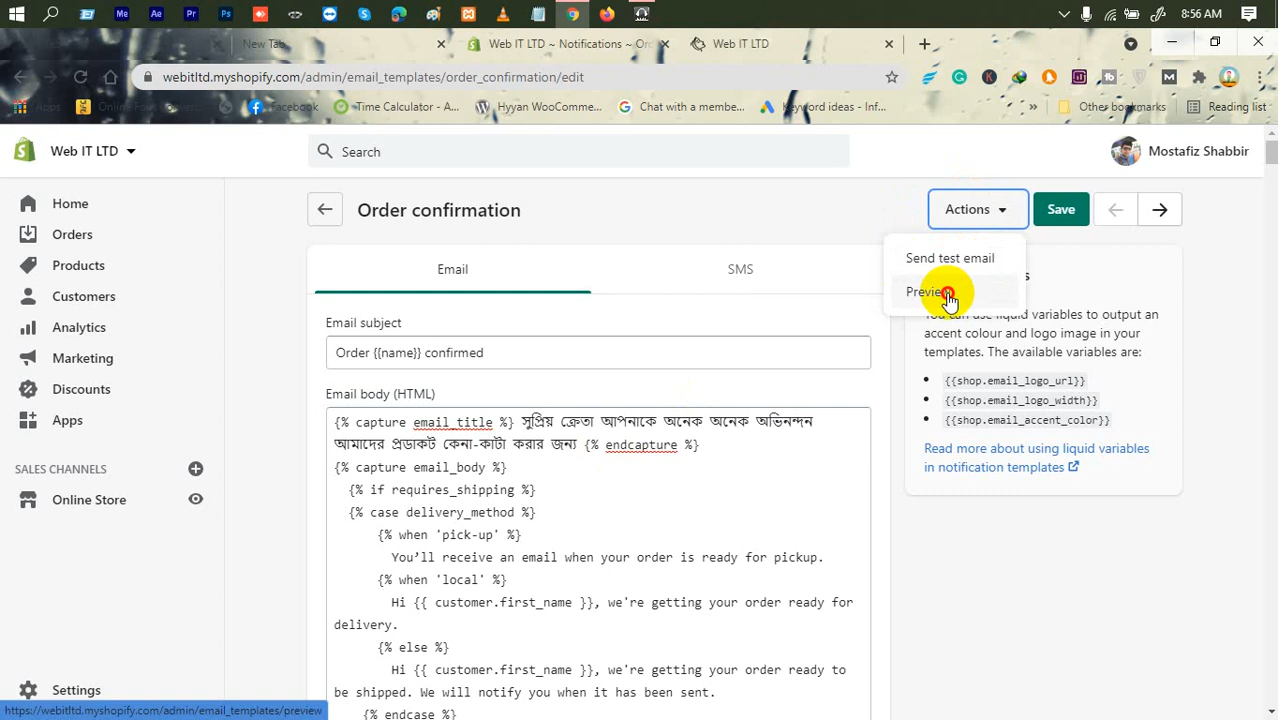 8:56 AM
New Tab
Web IT LTD ~ Notifications ~ Ord
Web IT LTD
webitltd.myshopify.com/admin/email_templates/order_confirmation/edit
Apps
Facebook
Time Calculator - A...
Hyyan WooComme...
Chat with a membe...
Keyword ideas - Inf...
Other bookmarks
Reading list
Web IT LTD
Search
Mostafiz Shabbir
Home
Orders
Products
Customers
Analytics
Marketing
Discounts
Apps
SALES CHANNELS
Online Store
Settings
Order confirmation
Actions
Save
Send test email
Email
SMS
Email subject
Order {{name}} confirmed
Email body (HTML)
{% capture email_title %} সুপ্রিয় ক্রেতা আপনাকে অনেক অনেক অভিনন্দন
আমাদের প্রডাকট কেনা-কাটা করার জন্য {% endcapture %}
{% capture email_body %}
{% if requires_shipping %}
{% case delivery_method %}
{% when 'pick-up' %}
You’ll receive an email when your order is ready for pickup.
{% when 'local' %}
Hi {{ customer.first_name }}, we're getting your order ready for
delivery.
{% else %}
Hi {{ customer.first_name }}, we're getting your order ready to
be shipped. We will notify you when it has been sent.
{% endcase %}
You can use liquid variables to output an
accent colour and logo image in your
templates. The available variables are:
• {{shop.email_logo_url}}
• {{shop.email_logo_width}}
• {{shop.email_accent_color}}
Read more about using liquid variables
in notification templates
https://webitltd.myshopify.com/admin/email_templates/preview